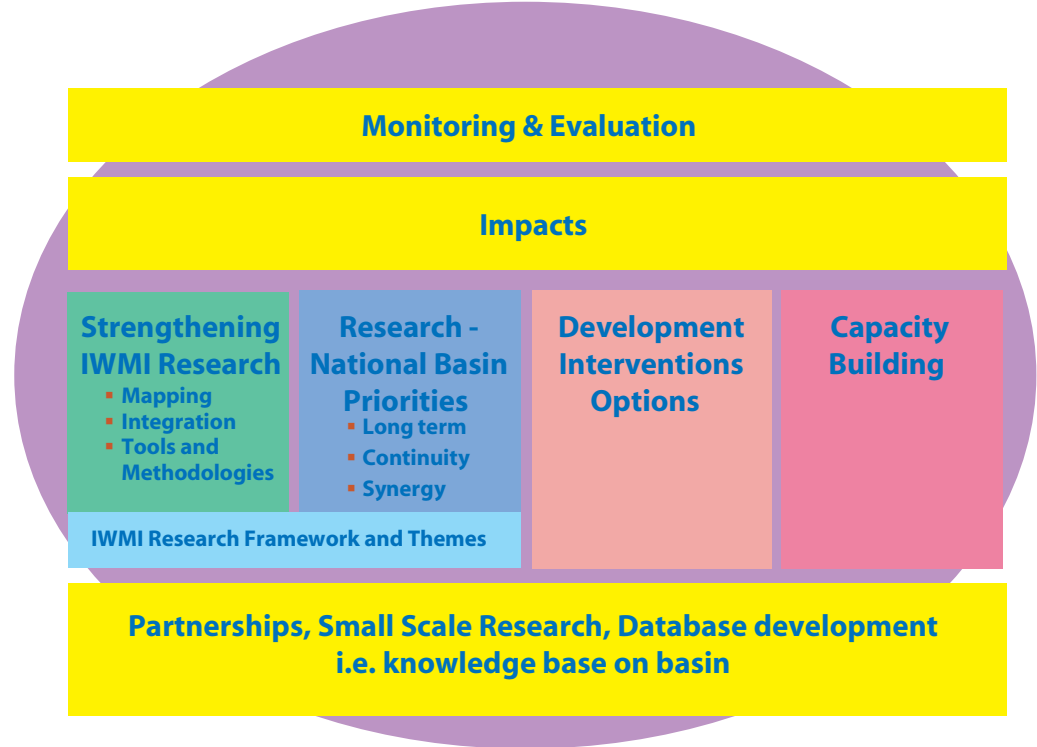 Monitoring & Evaluation
Impacts
Strengthening
IWMI Research
▪ Mapping
▪ Integration
▪ Tools and
Methodologies
Research -
National Basin
Priorities
▪ Long term
▪ Continuity
▪ Synergy
IWMI Research Framework and Themes
Development
Interventions
Options
Capacity
Building
Partnerships, Small Scale Research, Database development
i.e. knowledge base on basin